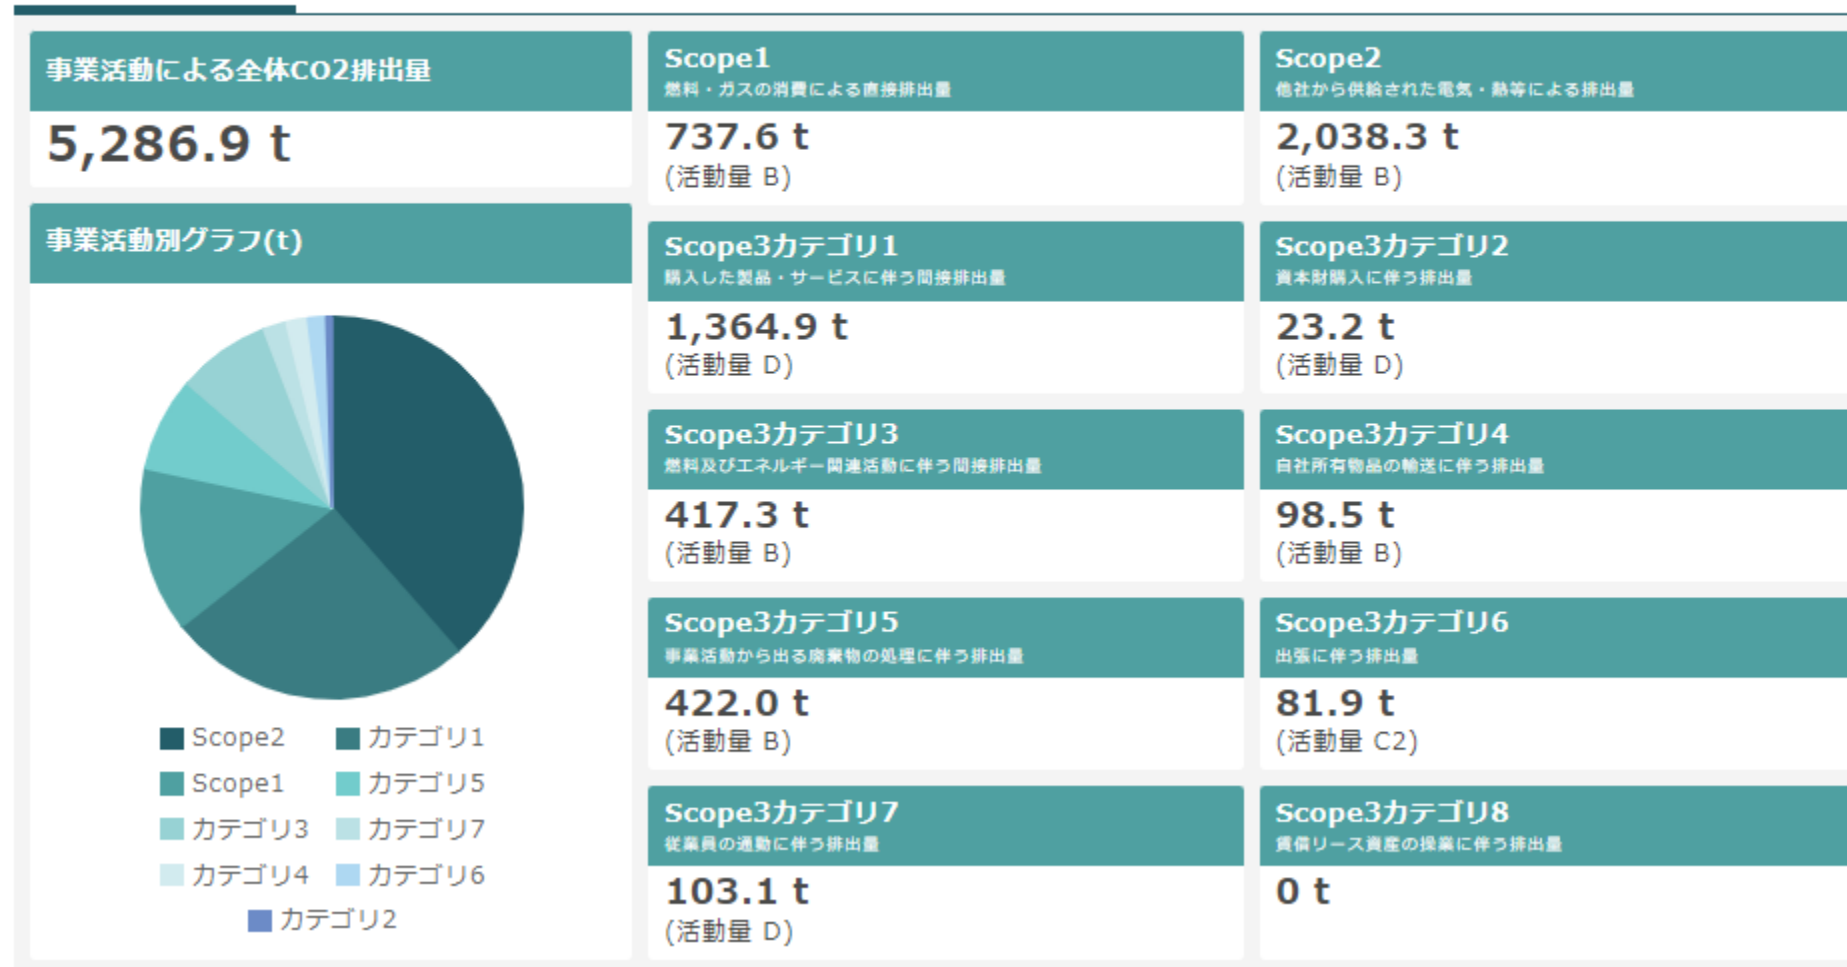 事業活動による全体CO2排出量
5,286.9 t
事業活動別グラフ(t)
Scope2
カテゴリ1
Scope1
カテゴリ5
カテゴリ3
カテゴリ7
カテゴリ4
カテゴリ6
カテゴリ2
Scope1
燃料・ガスの消費による直接排出量
737.6 t
(活動量 B)
Scope2
他社から供給された電気・熱等による排出量
2,038.3 t
(活動量 B)
Scope3カテゴリ1
購入した製品・サービスに伴う間接排出量
1,364.9 t
(活動量 D)
Scope3カテゴリ2
資本財購入に伴う排出量
23.2 t
(活動量 D)
Scope3カテゴリ3
燃料及びエネルギー関連活動に伴う間接排出量
417.3 t
(活動量 B)
Scope3カテゴリ4
自社所有物品の輸送に伴う排出量
98.5 t
(活動量 B)
Scope3カテゴリ5
事業活動から出る廃棄物の処理に伴う排出量
422.0 t
(活動量 B)
Scope3カテゴリ6
出張に伴う排出量
81.9 t
(活動量 C2)
Scope3カテゴリ7
従業員の通勤に伴う排出量
103.1 t
(活動量 D)
Scope3カテゴリ8
賃借リース資産の操業に伴う排出量
0 t